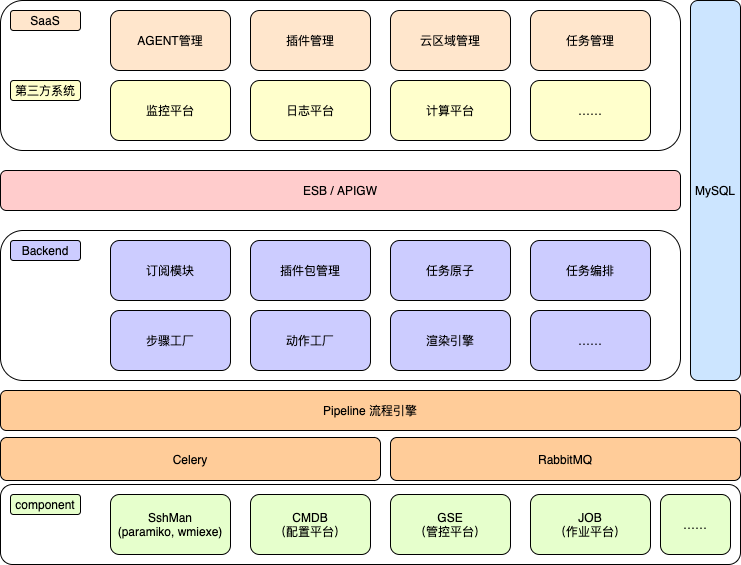 SaaS
AGENT管理
插件管理
云区域管理
任务管理
第三方系统
监控平台
日志平台
计算平台
……
MySQL
ESB / APIGW
Backend
订阅模块
插件包管理
任务原子
任务编排
步骤工厂
动作工厂
渲染引擎
……
Pipeline 流程引擎
Celery
RabbitMQ
component
SshMan
(paramiko, wmiexe)
CMDB
（配置平台）
GSE
（管控平台）
JOB
（作业平台）
……